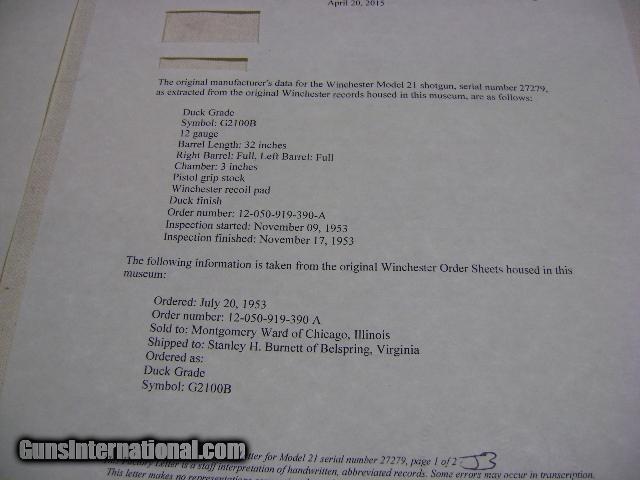 April 20, 2015
The original manufacturer's data for the Winchester Model 21 shotgun, serial number 27279,
as extracted from the original Winchester records housed in this museum, are as follows:
Duck Grade
Symbol: G2100B
12 gauge
Barrel Length: 32 inches
Right Barrel: Full, Left Barrel: Full
Chamber: 3 inches
Pistol grip stock
Winchester recoil pad
Duck finish
Order number: 12-050-919-390-A
Inspection started: November 09, 1953
Inspection finished: November 17, 1953
The following information is taken from the original Winchester Order Sheets housed in this
museum:
Ordered: July 20, 1953
Order number: 12-050-919-390 A
Sold to: Montgomery Ward of Chicago, Illinois
Shipped to: Stanley H. Burnett of Belspring, Virginia
Ordered as:
Duck Grade
Symbol: G2100B
GunsInternational.com
tter for Model 21 serial number 27279, page 1 of 2
Factory Letter is a staff interpretation of handwritten, abbreviated records. Some errors may occur in transcription.
This letter makes no representations